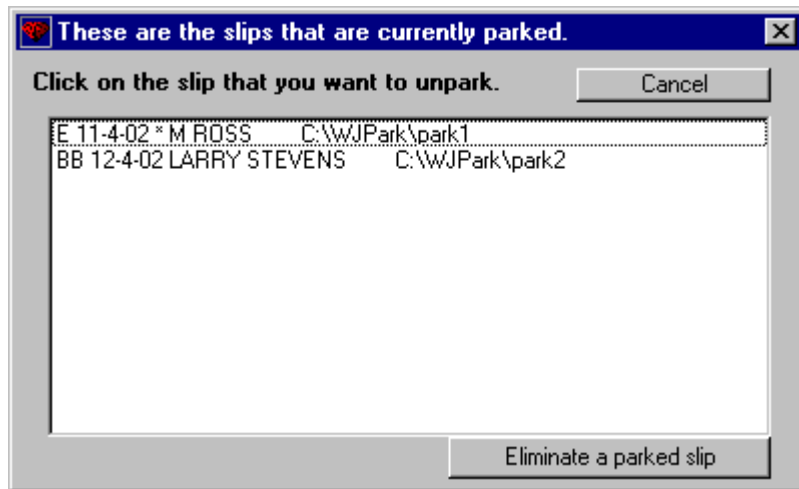 These are the slips that are currently parked.
Click on the slip that you want to unpark.
Cancel
E 11-4-02 * M ROSS C:\WJPark\park1
BB 12-4-02 LARRY STEVENS C:\WJPark\park2
Eliminate a parked slip